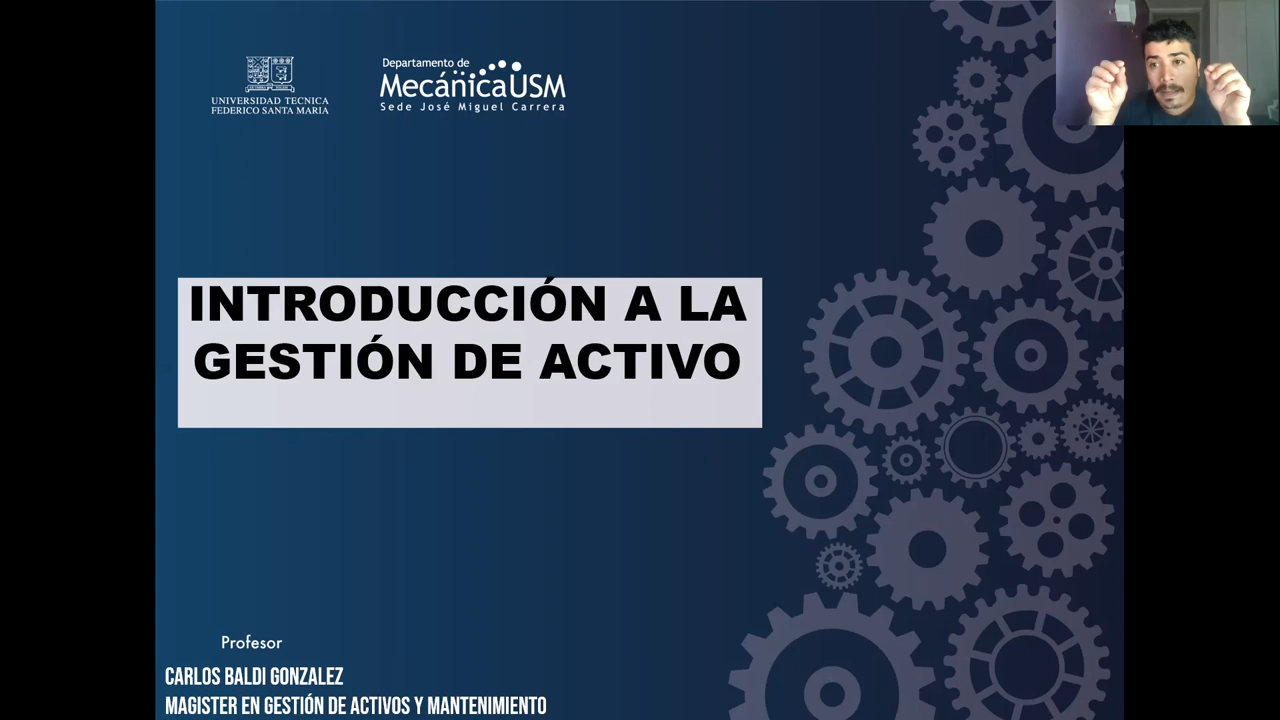 UNIVERSIDAD TECNICA
FEDERICO SANTA MARIA
Departamento de
MecánicaUSM
Sede José Miguel Carrera
INTRODUCCIÓN A LA
GESTIÓN DE ACTIVO
Profesor
CARLOS BALDI GONZALEZ
MAGISTER EN GESTIÓN DE ACTIVOS Y MANTENIMIENTO